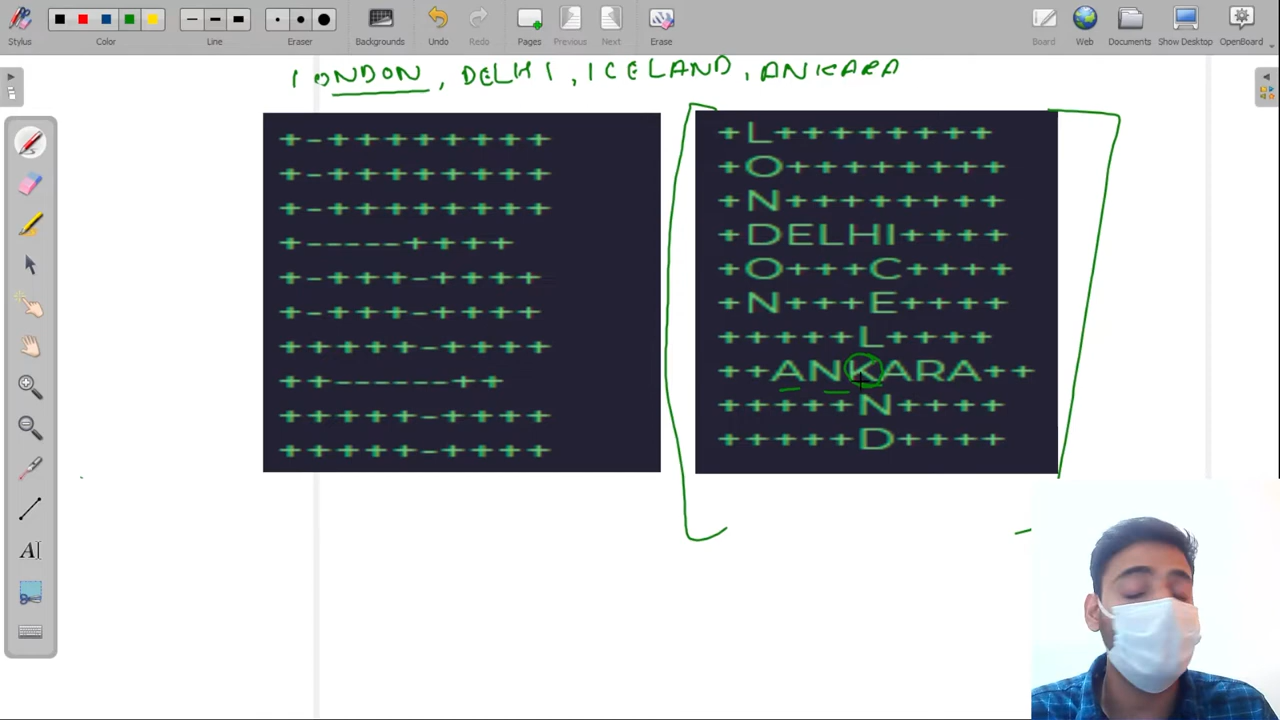 Stylus Color Line Eraser Backgrounds Undo Redo Pages Previous Next Erase Board Web Documents Show Desktop OpenBoard
LONDON, DELHI, ICELAND, ANKARA
+-++++++++
+-++++++++
+-++++++++
+-----++++
+-+++-++++
+-+++-++++
+++++-++++
++------++
+++++-++++
+++++-++++
+L++++++++
+O++++++++
+N++++++++
+DELHI++++
+O+++C++++
+N+++E++++
+++++L++++
++ANKARA++
+++++N++++
+++++D++++
A